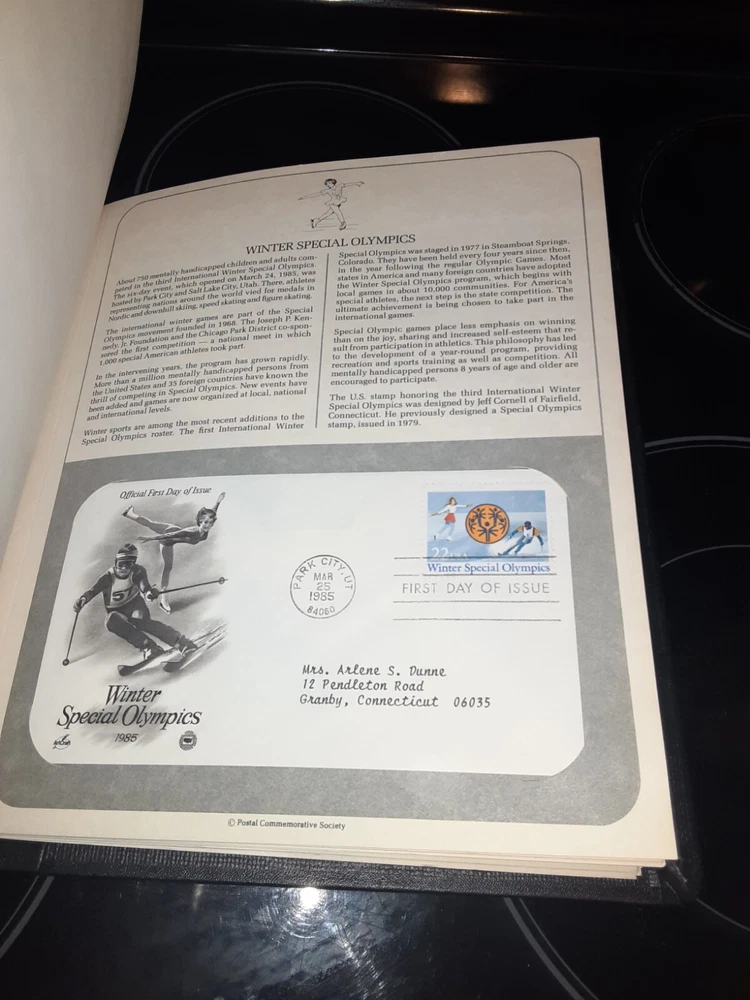 WINTER SPECIAL OLYMPICS
About 750 mentally handicapped children and adults com-
peted in the third International Winter Special Olympics.
The six-day event, which opened on March 24, 1985, was
hosted by Park City and Salt Lake City, Utah. There, athletes
representing nations around the world vied for medals in
Nordic and downhill skiing, speed skating and figure skating.
The international winter games are part of the Special
Olympics movement founded in 1968. The Joseph P. Ken-
nedy, Jr. Foundation and the Chicago Park District co-spon-
sored the first competition — a national meet in which
1,000 special American athletes took part.
In the intervening years, the program has grown rapidly.
More than a million mentally handicapped persons from
the United States and 35 foreign countries have known the
thrill of competing in Special Olympics. New events have
been added and games are now organized at local, national
and international levels.
Winter sports are among the most recent additions to the
Special Olympics roster. The first International Winter
Special Olympics was staged in 1977 in Steamboat Springs,
Colorado. They have been held every four years since then,
in the year following the regular Olympic Games. Most
states in America and many foreign countries have adopted
the Winter Special Olympics program, which begins with
local games in about 10,000 communities. For America's
special athletes, the next step is the state competition. The
ultimate achievement is being chosen to take part in the
international games.
Special Olympic games place less emphasis on winning
than on the joy, sharing and increased self-esteem that re-
sult from participation in athletics. This philosophy has led
to the development of a year-round program, providing
recreation and sports training as well as competition. All
mentally handicapped persons 8 years of age and older are
encouraged to participate.
The U.S. stamp honoring the third International Winter
Special Olympics was designed by Jeff Cornell of Fairfield,
Connecticut. He previously designed a Special Olympics
stamp, issued in 1979.
Official First Day of Issue
57
Winter
Special Olympics
1985
ArtCraft
PARK CITY, UT
MAR
25
1985
84060
22 USA
Winter Special Olympics
FIRST DAY OF ISSUE
Mrs. Arlene S. Dunne
12 Pendleton Road
Granby, Connecticut 06035
© Postal Commemorative Society